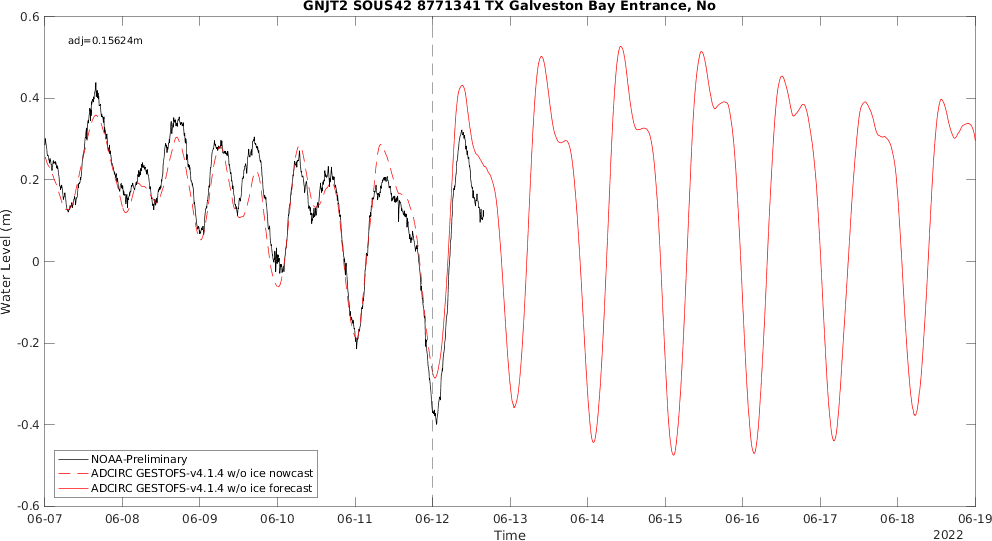 GNJT2 SOUS42 8771341 TX Galveston Bay Entrance, No
adj=0.15624m
Water Level (m)
0.6
0.4
0.2
0
-0.2
-0.4
-0.6
NOAA-Preliminary
ADCIRC GESTOFS-v4.1.4 w/o ice nowcast
ADCIRC GESTOFS-v4.1.4 w/o ice forecast
06-07 06-08 06-09 06-10 06-11 06-12 06-13 06-14 06-15 06-16 06-17 06-18 06-19
Time
2022